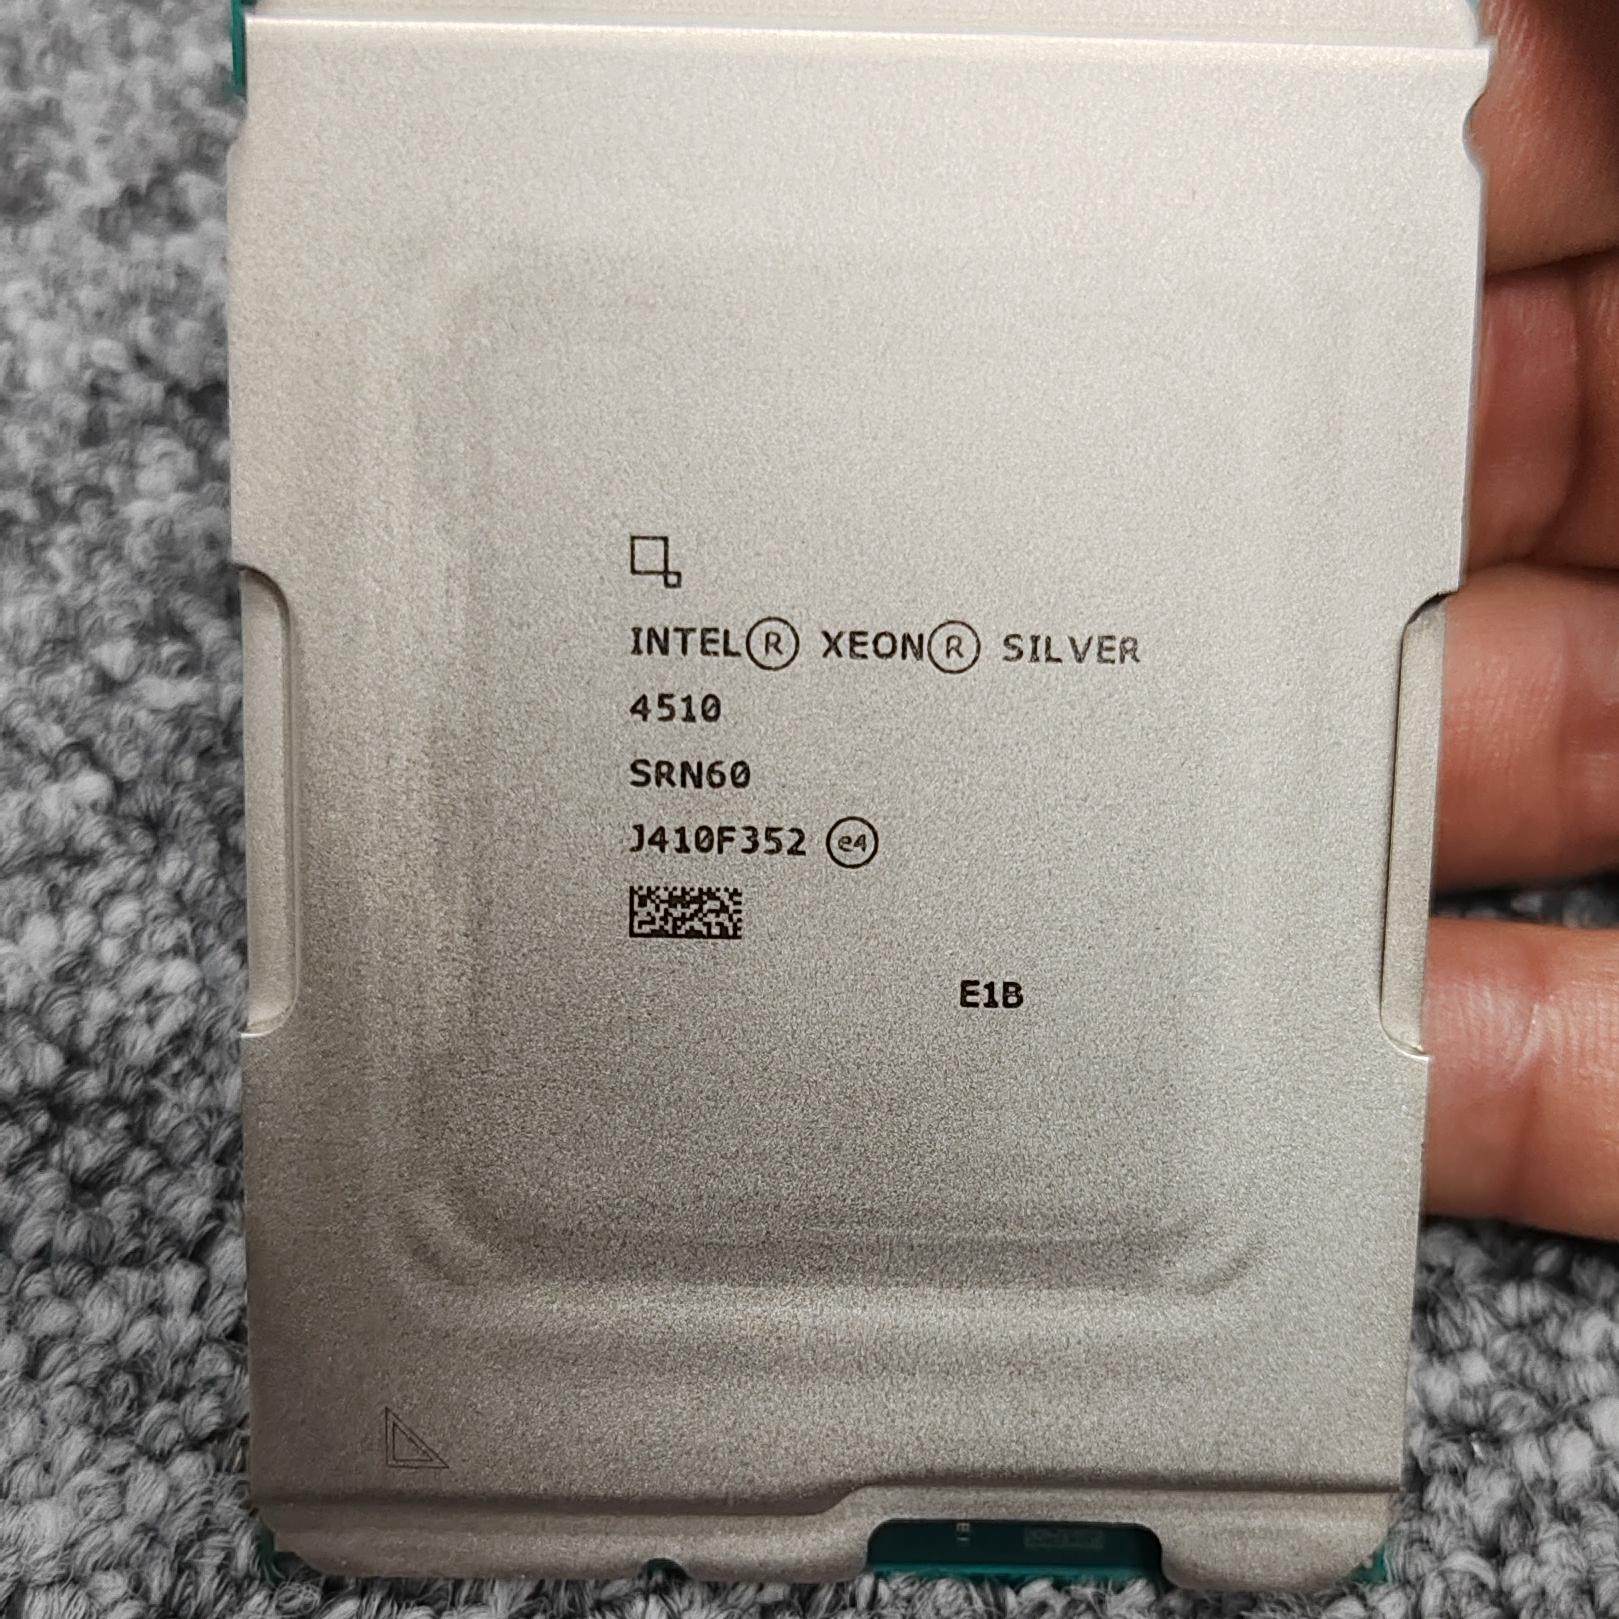 INTEL® XEON® SILVER
4510
SRN60
J410F352 e4
E1B